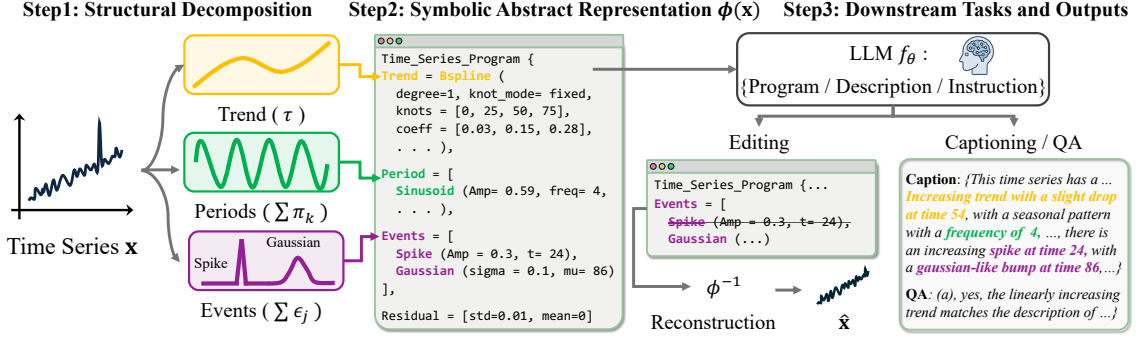 Step1: Structural Decomposition
Step2: Symbolic Abstract Representation ϕ(x)
Step3: Downstream Tasks and Outputs
Time Series x
Trend ( τ )
Periods ( ∑ π_k )
Spike
Gaussian
Events ( ∑ ϵ_j )
Time_Series_Program {
Trend = Bspline (
degree=1, knot_mode= fixed,
knots = [0, 25, 50, 75],
coeff = [0.03, 0.15, 0.28],
. . . ),
Period = [
Sinusoid (Amp= 0.59, freq= 4,
. . . ),
Events = [
Spike (Amp = 0.3, t= 24),
Gaussian (sigma = 0.1, mu= 86)
],
Residual = [std=0.01, mean=0]
LLM f_θ :
{Program / Description / Instruction}
Editing
Time_Series_Program {...
Events = [
Spike (Amp = 0.3, t= 24),
Gaussian (...)
ϕ⁻¹
Reconstruction
x̂
Captioning / QA
Caption: {This time series has a ...
Increasing trend with a slight drop
at time 54, with a seasonal pattern
with a frequency of 4, ..., there is
an increasing spike at time 24, with
a gaussian-like bump at time 86,...}
QA: (a), yes, the linearly increasing
trend matches the description of ...}